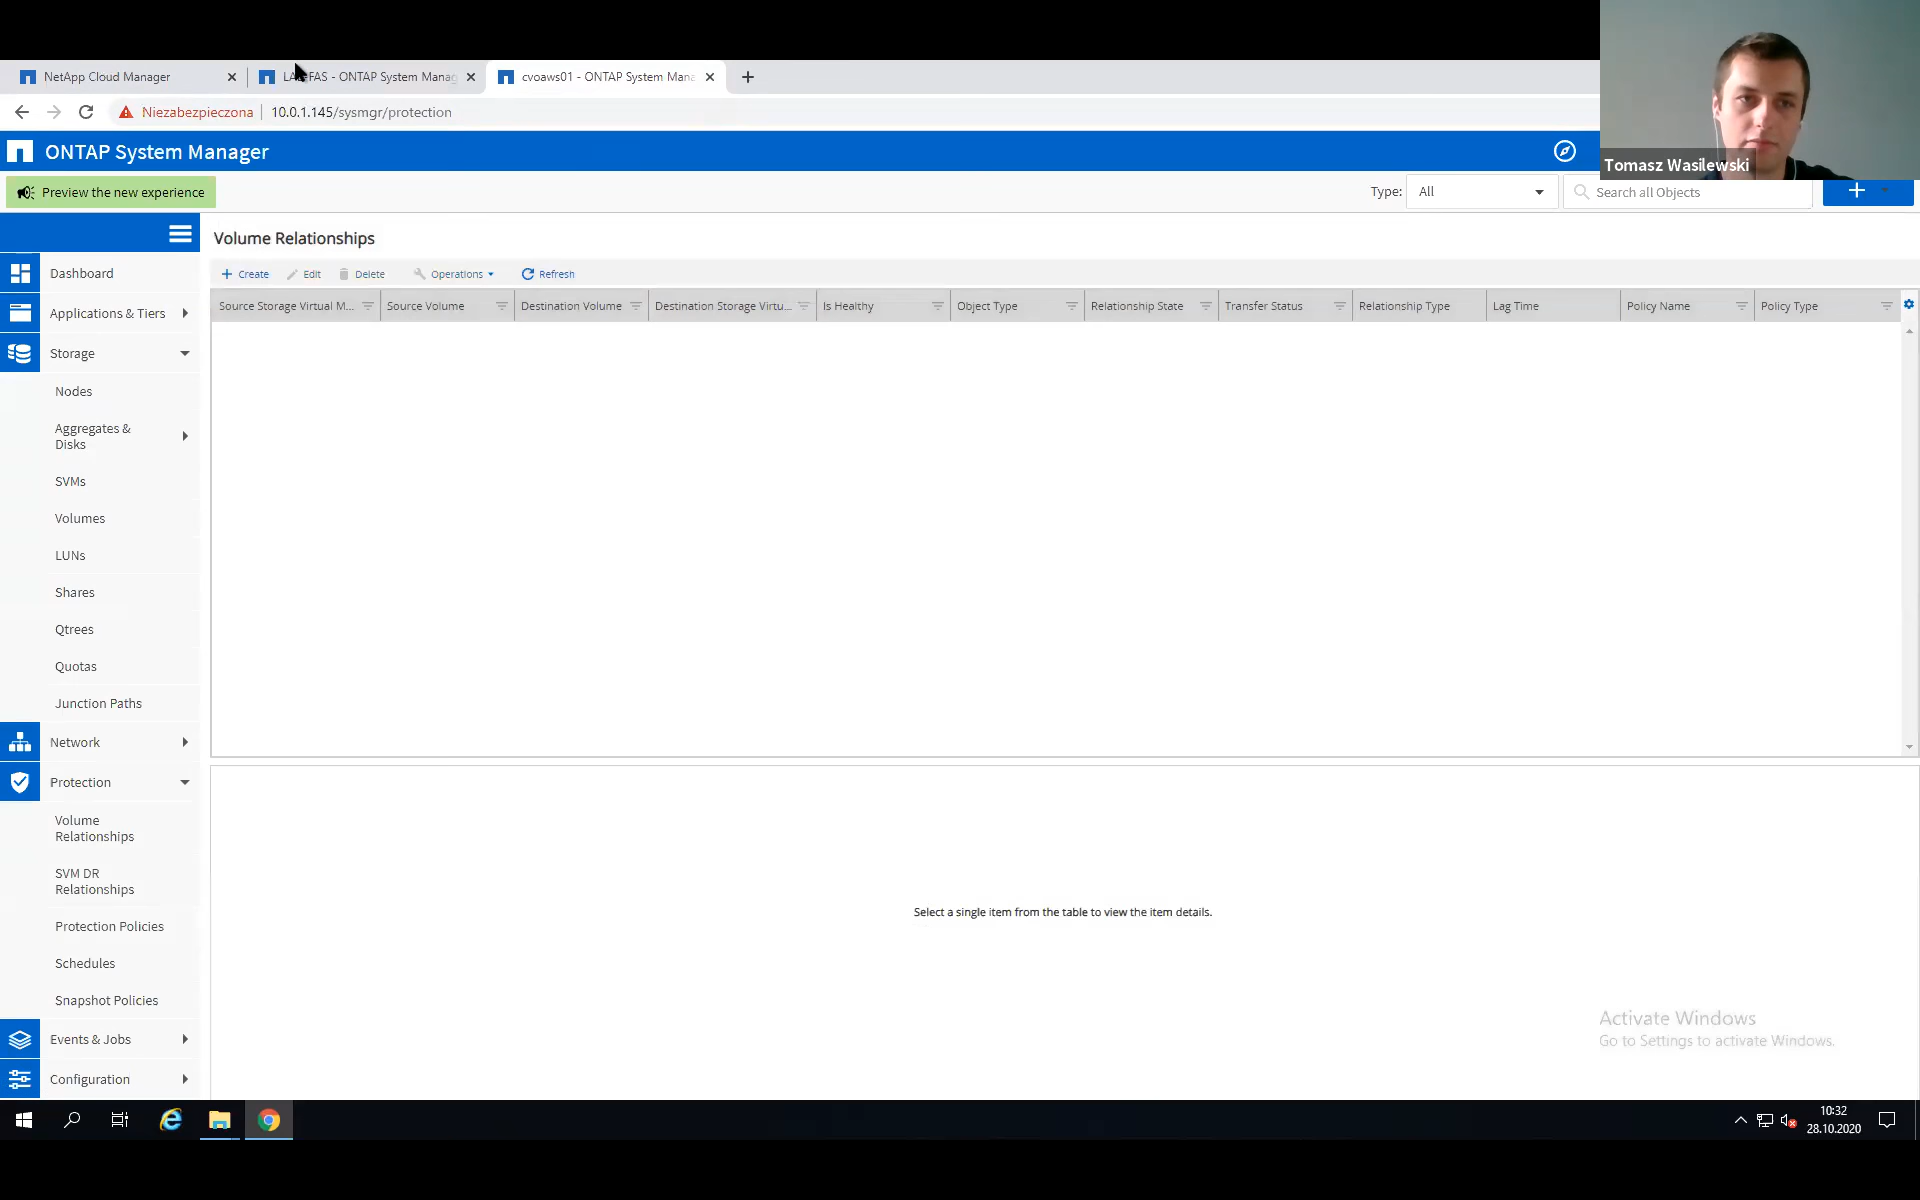 NetApp Cloud Manager
FAS - ONTAP System Manag
cvoaws01 - ONTAP System Mana
Niezabezpieczona
10.0.1.145/sysmgr/protection
ONTAP System Manager
Tomasz Wasilewski
Preview the new experience
Type:
All
Search all Objects
Volume Relationships
Create
Edit
Delete
Operations
Refresh
Source Storage Virtual M...
Source Volume
Destination Volume
Destination Storage Virtu...
Is Healthy
Object Type
Relationship State
Transfer Status
Relationship Type
Lag Time
Policy Name
Policy Type
Dashboard
Applications & Tiers
Storage
Nodes
Aggregates &
Disks
SVMs
Volumes
LUNs
Shares
Qtrees
Quotas
Junction Paths
Network
Protection
Volume
Relationships
SVM DR
Relationships
Protection Policies
Schedules
Snapshot Policies
Events & Jobs
Configuration
Select a single item from the table to view the item details.
Activate Windows
Go to Settings to activate Windows.
10:32
28.10.2020